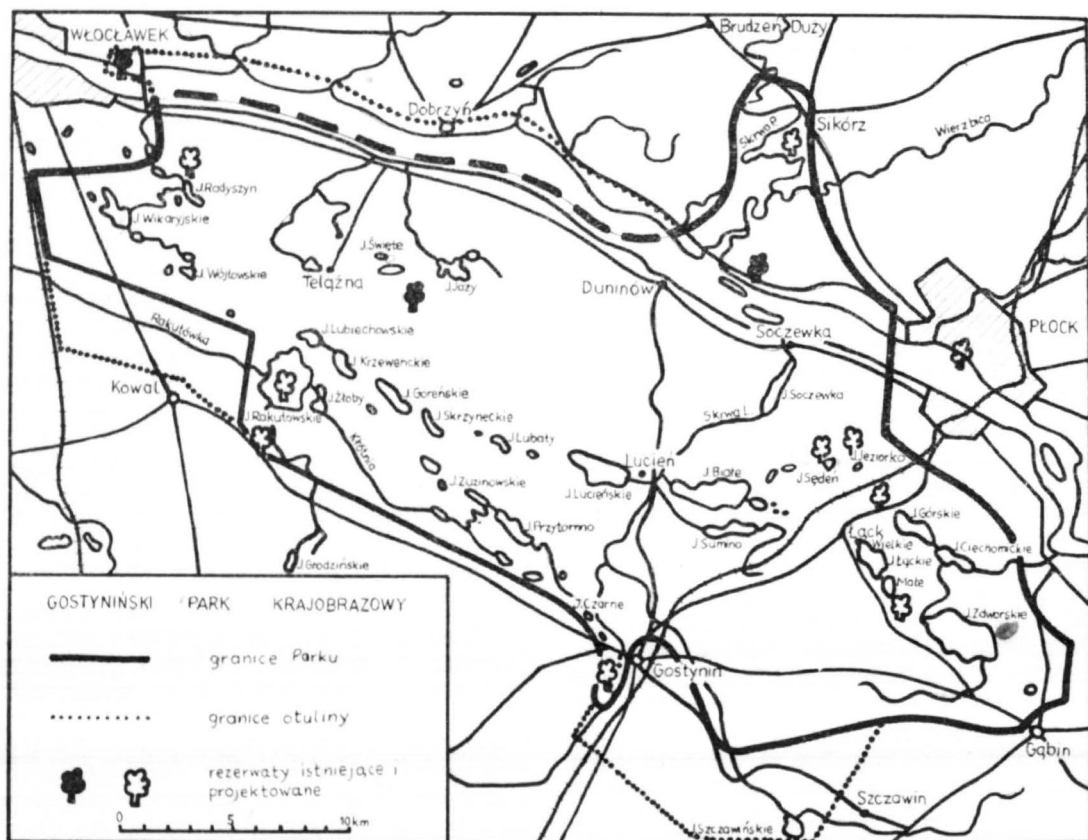 WŁOCŁAWEK
Brudzeń Duży
Dobrzyń
Skrwa P.
Sikórz
Wierzbica
J.Radyszyn
J.Wikaryjskie
J.Święte
J.Wójtowskie
Telążna
J.Jazy
Duninów
Rakutówka
J.Lubiechowskie
Soczewka
PŁOCK
J.Krzewenckie
Kowal
J.Żłoby
J.Goreńskie
J.Soczewka
J.Rakutowskie
J.Skrzyneckie
Skrwa L.
Kłótnia
J.Lubaty
Lucień
J.Białe
J.Jeziorka
J.Sędeń
J.Zuzinowskie
J.Lucieńskie
J.Przytomno
J.Sumino
J.Górskie
Łąck
J.Ciechomickie
Wielkie
J.Łąckie
Małe
J.Grodzińskie
J.Czarne
J.Zdworskie
Gostynin
Gąbin
Szczawin
J.Szczawińskie
GOSTYNIŃSKI PARK KRAJOBRAZOWY
granice Parku
granice otuliny
rezerwaty istniejące i
projektowane
0 5 10km